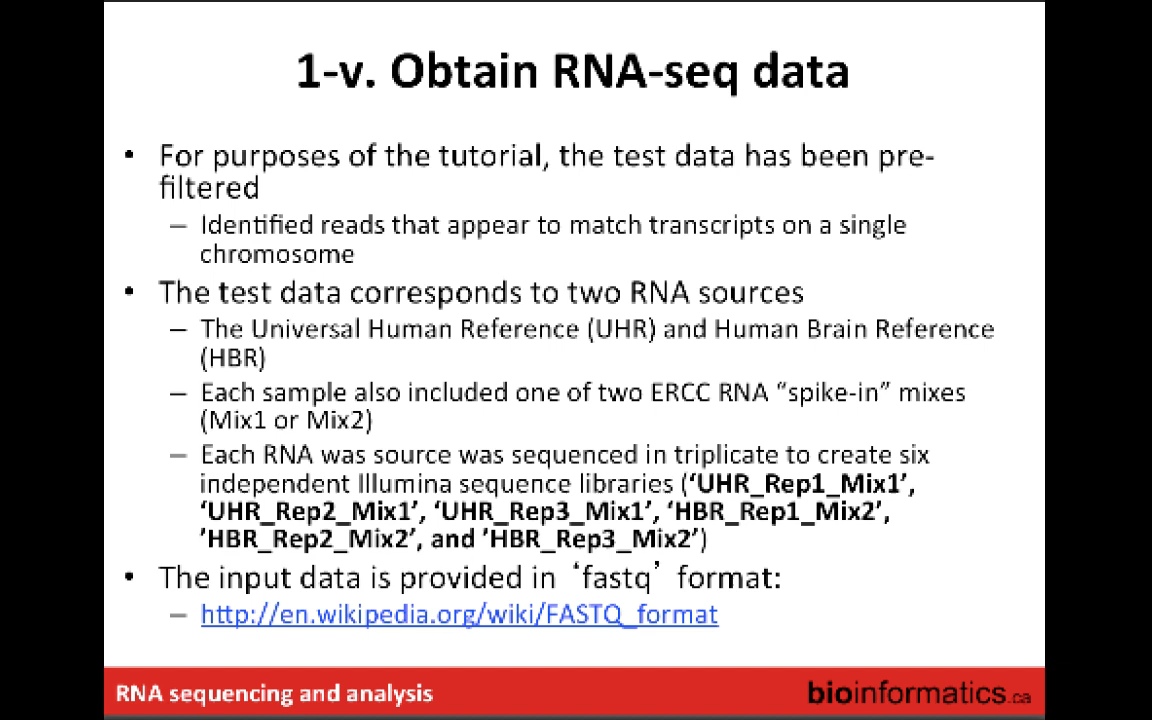 1-v. Obtain RNA-seq data
• For purposes of the tutorial, the test data has been pre-
filtered
– Identified reads that appear to match transcripts on a single
chromosome
• The test data corresponds to two RNA sources
– The Universal Human Reference (UHR) and Human Brain Reference
(HBR)
– Each sample also included one of two ERCC RNA “spike-in” mixes
(Mix1 or Mix2)
– Each RNA was source was sequenced in triplicate to create six
independent Illumina sequence libraries (‘UHR_Rep1_Mix1’,
‘UHR_Rep2_Mix1’, ‘UHR_Rep3_Mix1’, ‘HBR_Rep1_Mix2’,
’HBR_Rep2_Mix2’, and ’HBR_Rep3_Mix2’)
• The input data is provided in ‘fastq’ format:
– http://en.wikipedia.org/wiki/FASTQ_format
RNA sequencing and analysis
bioinformatics.ca